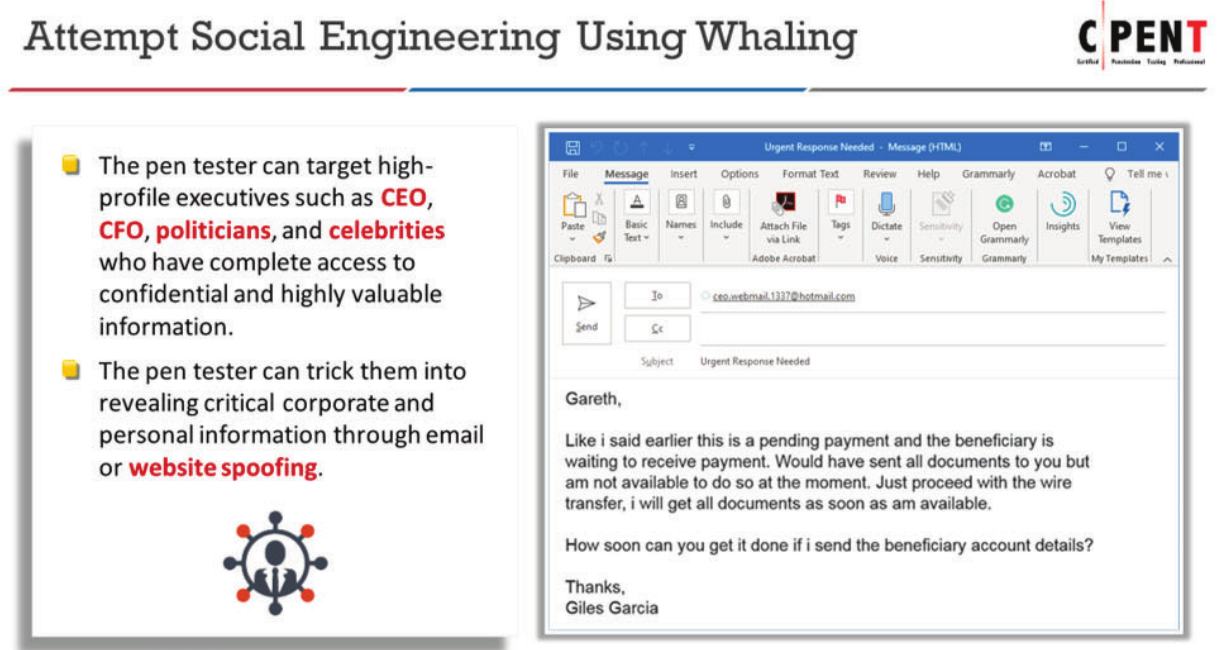 Attempt Social Engineering Using Whaling
CPENT
Certified Penetration Testing Professional
The pen tester can target high-
profile executives such as CEO,
CFO, politicians, and celebrities
who have complete access to
confidential and highly valuable
information.
The pen tester can trick them into
revealing critical corporate and
personal information through email
or website spoofing.
Urgent Response Needed - Message (HTML)
File Message Insert Options Format Text Review Help Grammarly Acrobat Tell me
Paste Basic Text Names Include Attach File via Link Tags Dictate Sensitivity Open Grammarly Insights View Templates
Clipboard Adobe Acrobat Voice Sensitivity Grammarly My Templates
Send
To ceo.webmail.1337@hotmail.com
Cc
Subject Urgent Response Needed
Gareth,
Like i said earlier this is a pending payment and the beneficiary is
waiting to receive payment. Would have sent all documents to you but
am not available to do so at the moment. Just proceed with the wire
transfer, i will get all documents as soon as am available.
How soon can you get it done if i send the beneficiary account details?
Thanks,
Giles Garcia